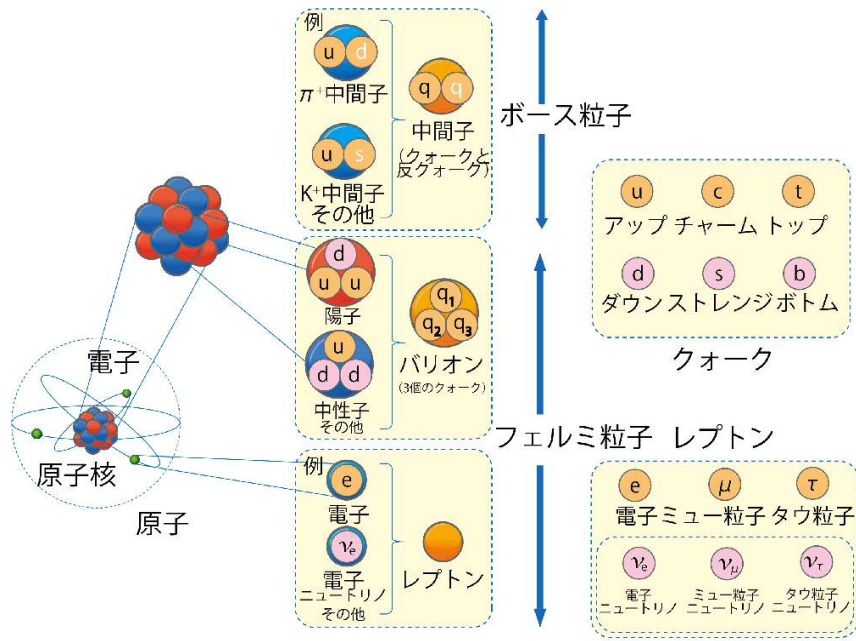 例
u d
π+中間子
u s
K+中間子
その他
q q
中間子
(クォークと
反クォーク)
ボース粒子
d
u u
陽子
u
d d
中性子
その他
q1
q2 q3
バリオン
(3個のクォーク)
フェルミ粒子
例
e
電子
νe
電子
ニュートリノ
その他
レプトン
電子
原子核
原子
u c t
アップ チャーム トップ
d s b
ダウン ストレンジ ボトム
クォーク
レプトン
e μ τ
電子 ミュー粒子 タウ粒子
νe νμ ντ
電子 ミュー粒子 タウ粒子
ニュートリノ ニュートリノ ニュートリノ